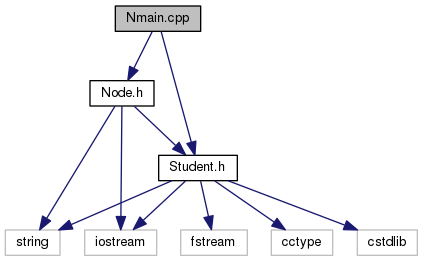 Nmain.cpp
Node.h
Student.h
string
iostream
fstream
cctype
cstdlib